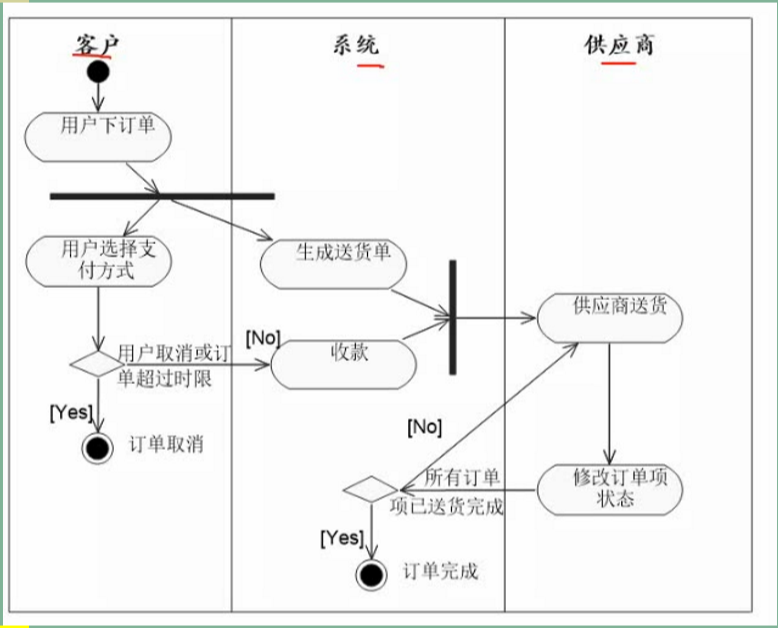 客户
系统
供应商
用户下订单
用户选择支
付方式
生成送货单
供应商送货
[No]
收款
用户取消或订
单超过时限
[Yes]
订单取消
[No]
所有订单
项已送货完成
修改订单项
状态
[Yes]
订单完成